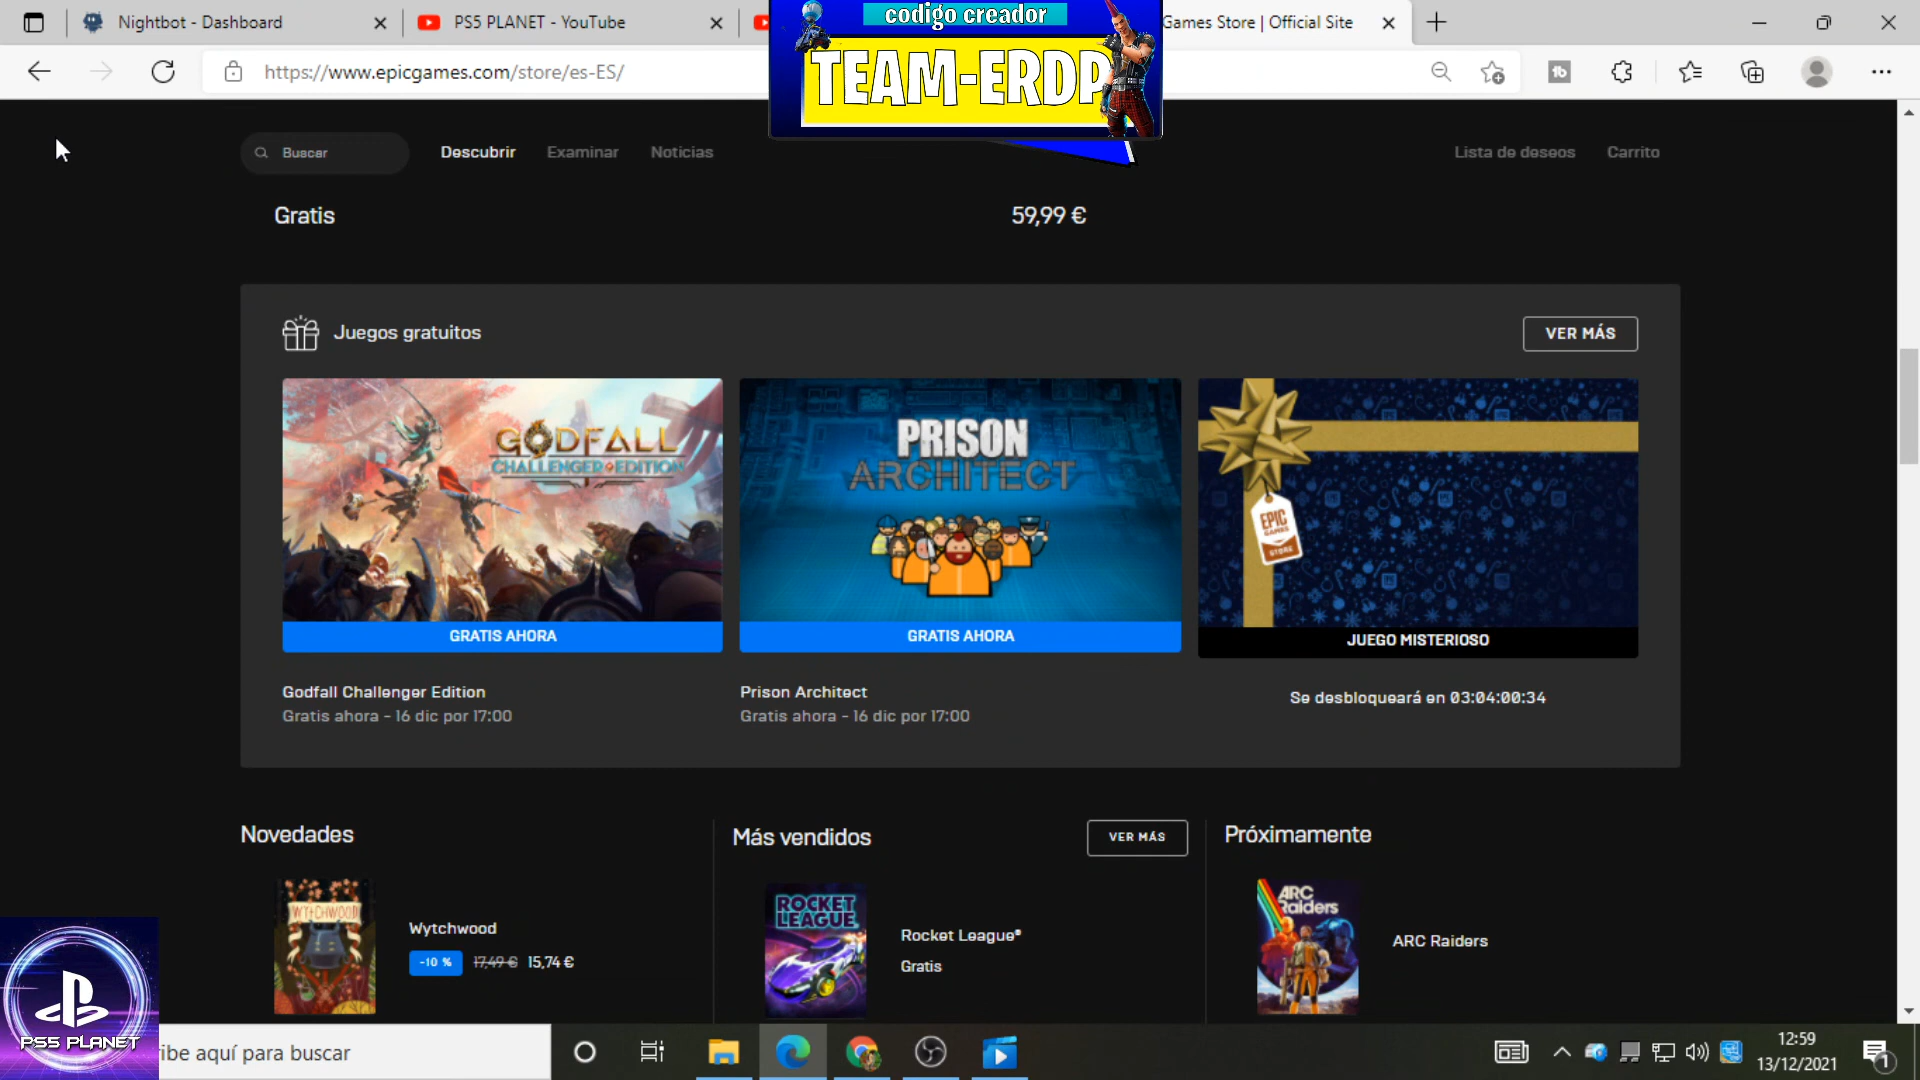 Nightbot - Dashboard
PS5 PLANET - YouTube
Games Store | Official Site
codigo creador
TEAM-ERDP
https://www.epicgames.com/store/es-ES/
Buscar
Descubrir
Examinar
Noticias
Lista de deseos
Carrito
Gratis
59,99 €
Juegos gratuitos
VER MÁS
GODFALL
CHALLENGER EDITION
PRISON
ARCHITECT
EPIC
GAMES
STORE
GRATIS AHORA
GRATIS AHORA
JUEGO MISTERIOSO
Godfall Challenger Edition
Gratis ahora - 16 dic por 17:00
Prison Architect
Gratis ahora - 16 dic por 17:00
Se desbloqueará en 03:04:00:34
Novedades
Más vendidos
VER MÁS
Próximamente
WYTCHWOOD
Wytchwood
-10 % 17,49 € 15,74 €
ROCKET
LEAGUE
Rocket League®
Gratis
ARC
Raiders
ARC Raiders
PS5 PLANET
ribe aquí para buscar
12:59
13/12/2021
1